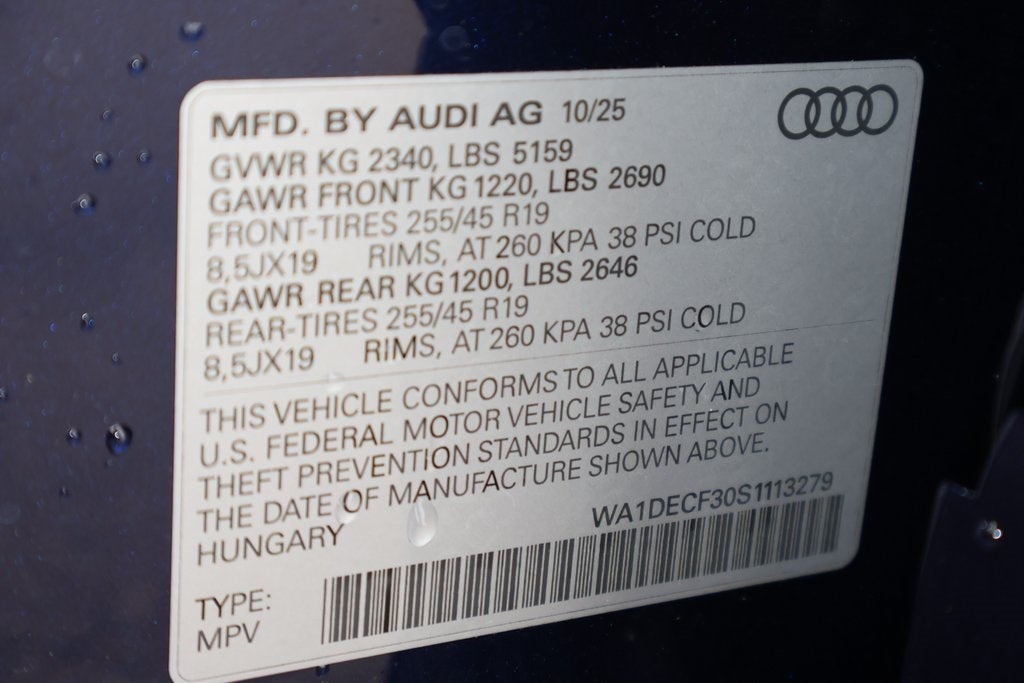 MFD. BY AUDI AG 10/25
GVWR KG 2340, LBS 5159
GAWR FRONT KG 1220, LBS 2690
FRONT-TIRES 255/45 R19
8,5JX19 RIMS, AT 260 KPA 38 PSI COLD
GAWR REAR KG 1200, LBS 2646
REAR-TIRES 255/45 R19
8,5JX19 RIMS, AT 260 KPA 38 PSI COLD
THIS VEHICLE CONFORMS TO ALL APPLICABLE
U.S. FEDERAL MOTOR VEHICLE SAFETY AND
THEFT PREVENTION STANDARDS IN EFFECT ON
THE DATE OF MANUFACTURE SHOWN ABOVE.
HUNGARY WA1DECF30S1113279
TYPE:
MPV